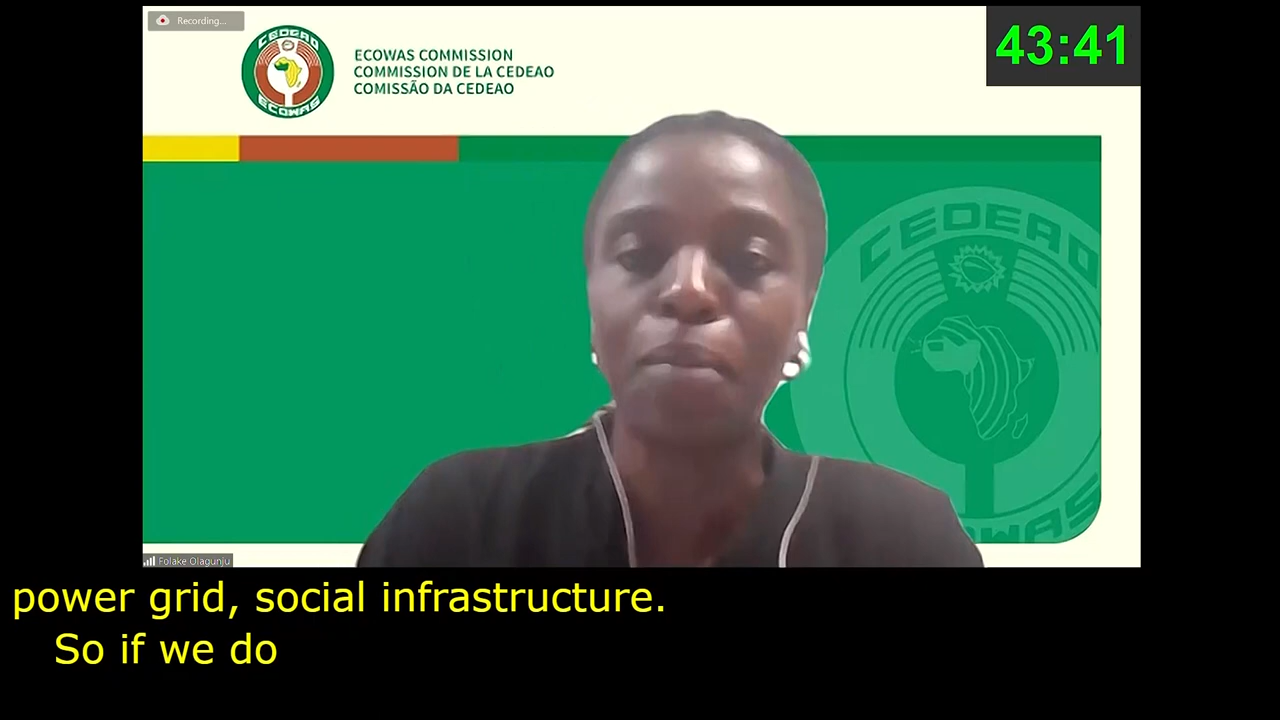 Recording...
CEDEAO
ECOWAS
ECOWAS COMMISSION
COMMISSION DE LA CEDEAO
COMISSÃO DA CEDEAO
43:41
CEDEAO
ECOWAS
Folake Olagunju
power grid, social infrastructure.
So if we do